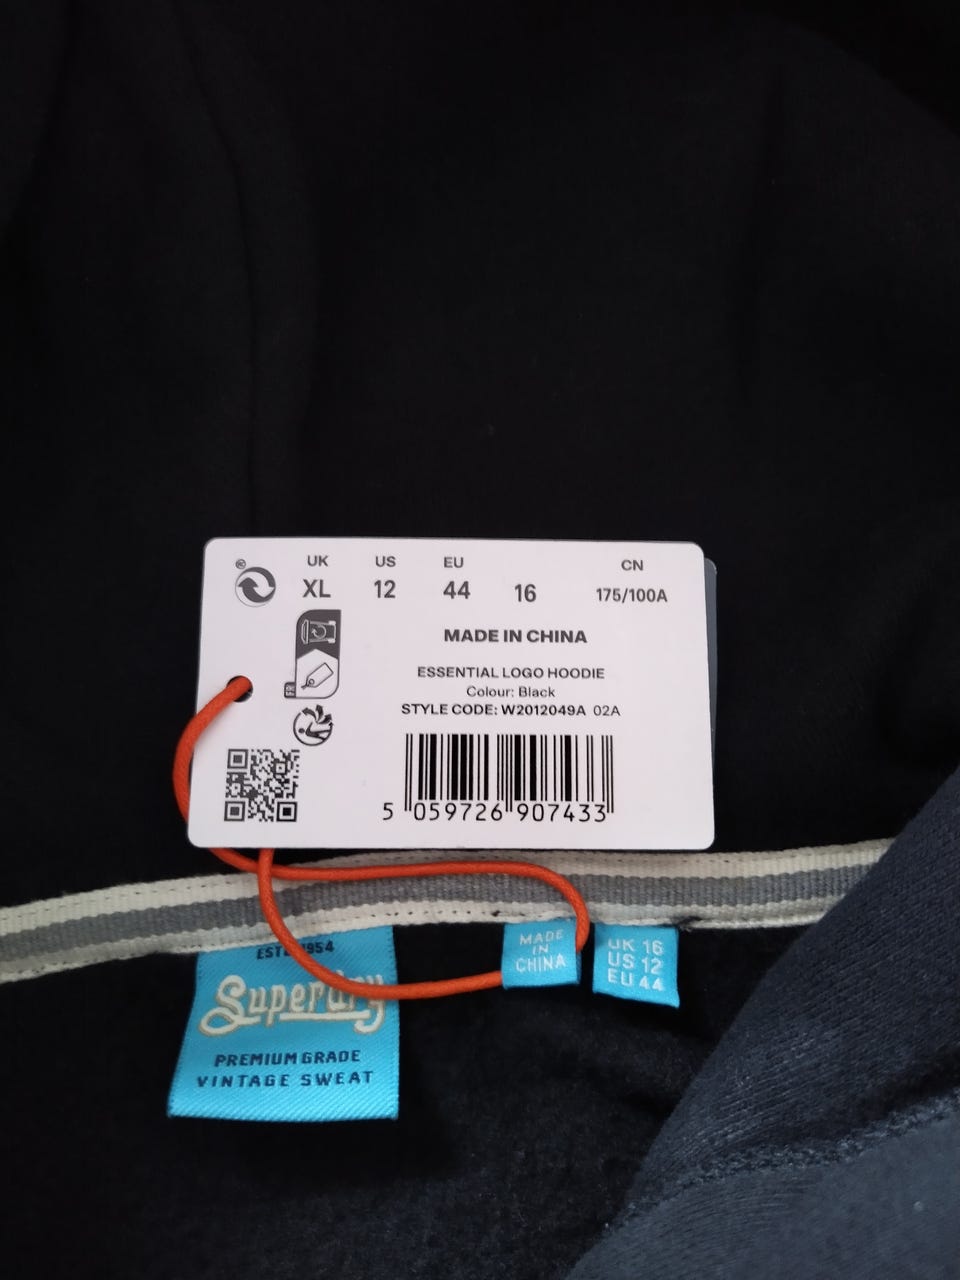 UK US EU CN
XL 12 44 16 175/100A
MADE IN CHINA
ESSENTIAL LOGO HOODIE
Colour: Black
STYLE CODE: W2012049A 02A
FR
5 059726 907433
1954
Superdry
PREMIUM GRADE
VINTAGE SWEAT
MADE
IN
CHINA
UK 16
US 12
EU 44